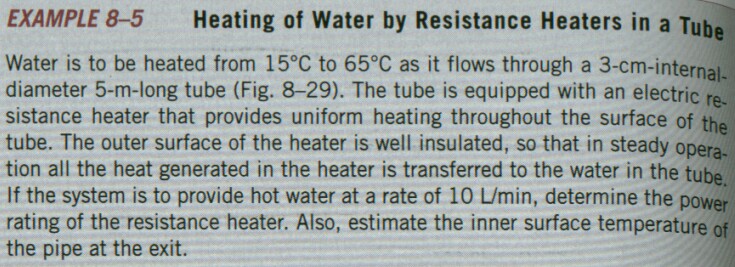 EXAMPLE 8–5 Heating of Water by Resistance Heaters in a Tube
Water is to be heated from 15°C to 65°C as it flows through a 3-cm-internal-
diameter 5-m-long tube (Fig. 8–29). The tube is equipped with an electric re-
sistance heater that provides uniform heating throughout the surface of the
tube. The outer surface of the heater is well insulated, so that in steady opera-
tion all the heat generated in the heater is transferred to the water in the tube.
If the system is to provide hot water at a rate of 10 L/min, determine the power
rating of the resistance heater. Also, estimate the inner surface temperature of
the pipe at the exit.